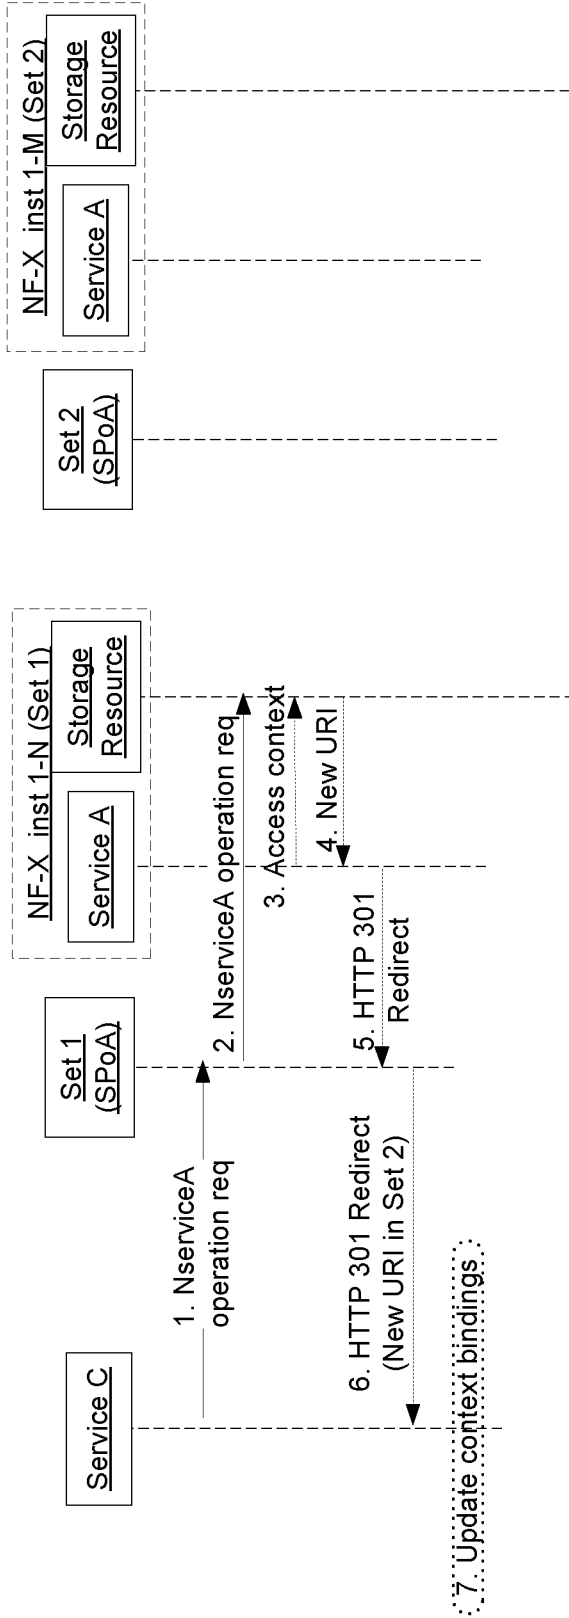 Service C
Set 1
(SPoA)
NF-X  inst 1-N (Set 1)
Service A
Storage
Resource
Set 2
(SPoA)
NF-X  inst 1-M (Set 2)
Service A
Storage
Resource
1. NserviceA
operation req
2. NserviceA operation req
3. Access context
4. New URI
5. HTTP 301
Redirect
6. HTTP 301 Redirect
(New URI in Set 2)
7. Update context bindings